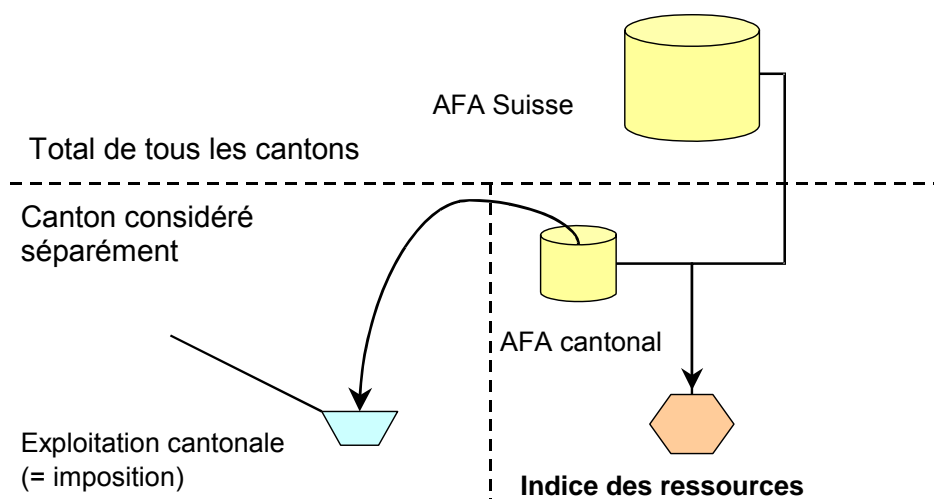 AFA Suisse
Total de tous les cantons
Canton considéré
séparément
AFA cantonal
Exploitation cantonale
(= imposition)
Indice des ressources